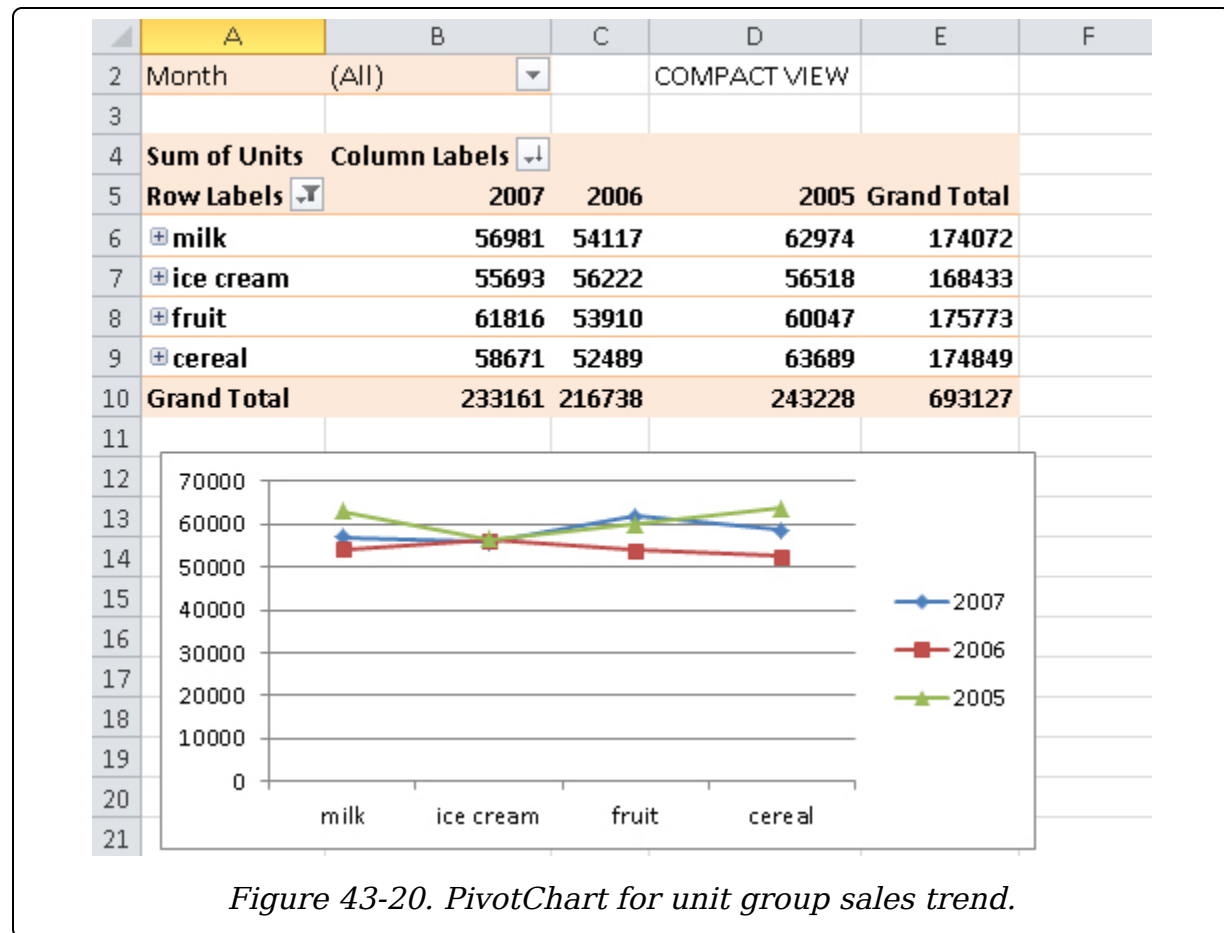 A B C D E F
2 Month (All) COMPACT VIEW
3
4 Sum of Units Column Labels
5 Row Labels 2007 2006 2005 Grand Total
6 milk 56981 54117 62974 174072
7 ice cream 55693 56222 56518 168433
8 fruit 61816 53910 60047 175773
9 cereal 58671 52489 63689 174849
10 Grand Total 233161 216738 243228 693127
11
12 70000
13 60000
14 50000
15 40000 2007
16 30000 2006
17 20000 2005
18 10000
19 0
20 milk ice cream fruit cereal
21
Figure 43-20. PivotChart for unit group sales trend.